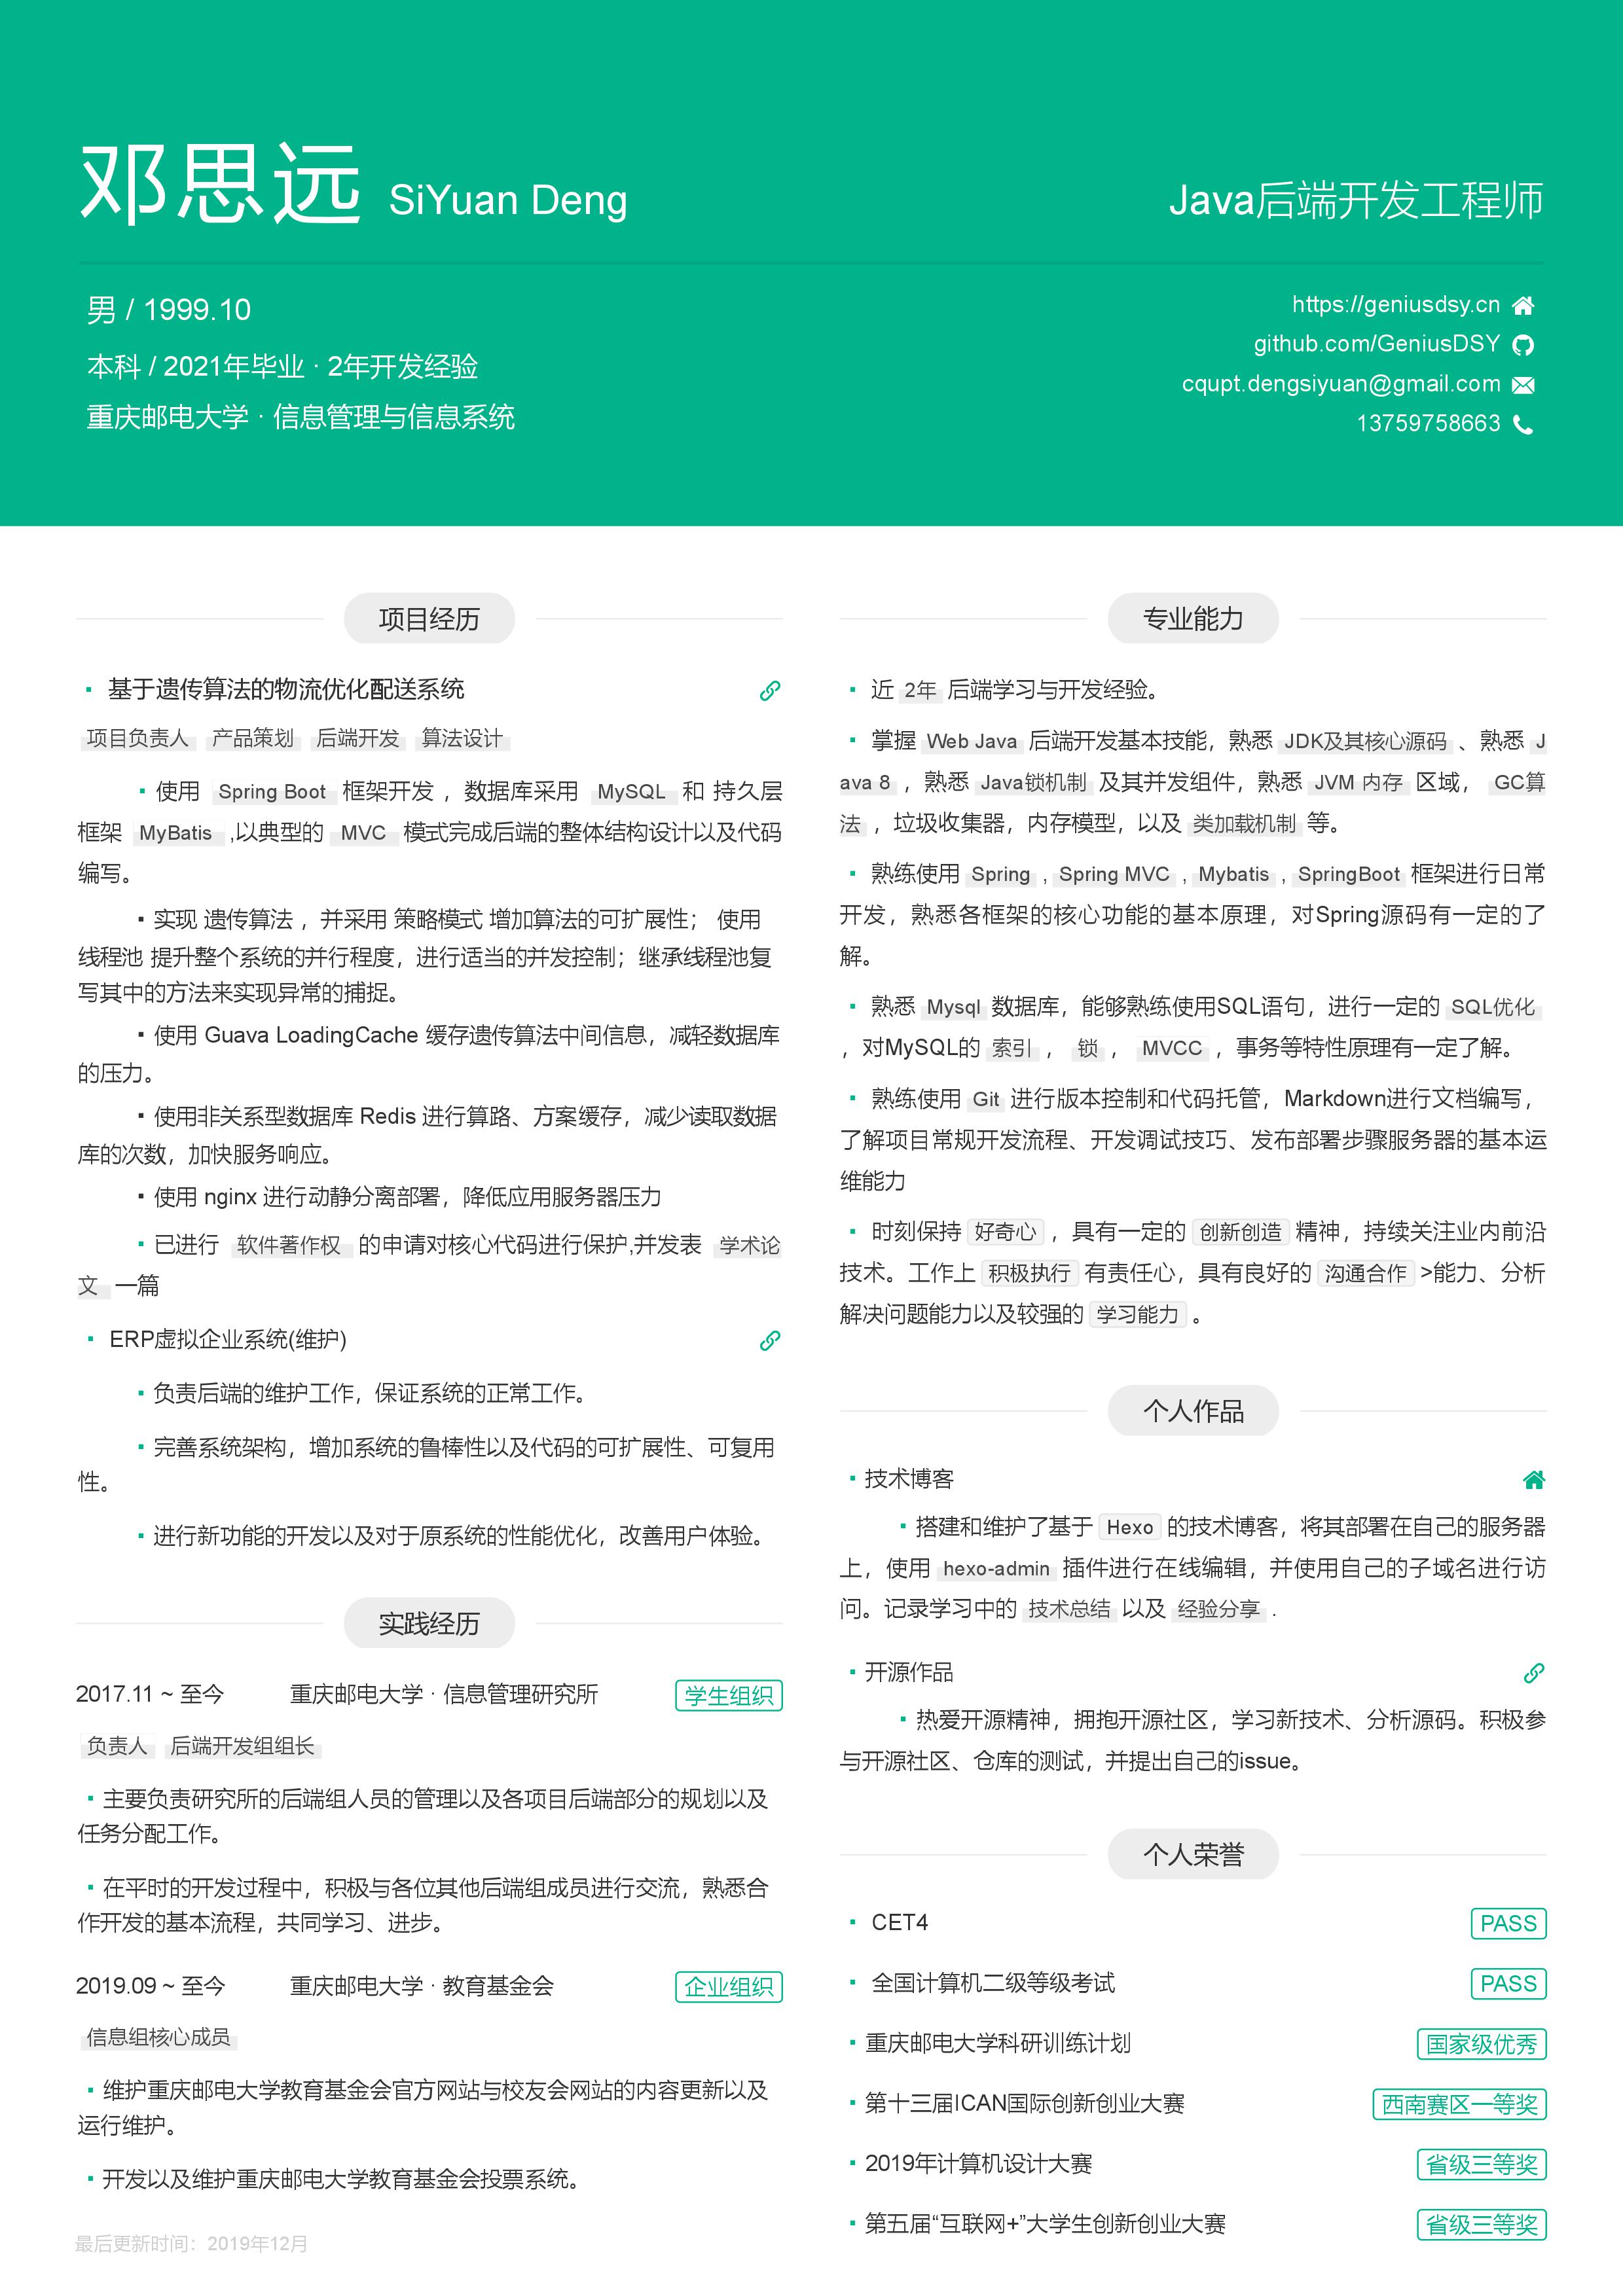 邓思远 SiYuan Deng
Java后端开发工程师
男 / 1999.10
本科 / 2021年毕业 · 2年开发经验
重庆邮电大学 · 信息管理与信息系统
https://geniusdsy.cn
github.com/GeniusDSY
cqupt.dengsiyuan@gmail.com
13759758663
项目经历
基于遗传算法的物流优化配送系统
项目负责人 产品策划 后端开发 算法设计
使用 Spring Boot 框架开发 ，数据库采用 MySQL 和 持久层
框架 MyBatis ,以典型的 MVC 模式完成后端的整体结构设计以及代码
编写。
实现 遗传算法 ，并采用 策略模式 增加算法的可扩展性； 使用
线程池 提升整个系统的并行程度，进行适当的并发控制；继承线程池复
写其中的方法来实现异常的捕捉。
使用 Guava LoadingCache 缓存遗传算法中间信息，减轻数据库
的压力。
使用非关系型数据库 Redis 进行算路、方案缓存，减少读取数据
库的次数，加快服务响应。
使用 nginx 进行动静分离部署，降低应用服务器压力
已进行 软件著作权 的申请对核心代码进行保护,并发表 学术论
文 一篇
ERP虚拟企业系统(维护)
负责后端的维护工作，保证系统的正常工作。
完善系统架构，增加系统的鲁棒性以及代码的可扩展性、可复用
性。
进行新功能的开发以及对于原系统的性能优化，改善用户体验。
实践经历
2017.11 ~ 至今 重庆邮电大学 · 信息管理研究所 学生组织
负责人 后端开发组组长
主要负责研究所的后端组人员的管理以及各项目后端部分的规划以及
任务分配工作。
在平时的开发过程中，积极与各位其他后端组成员进行交流，熟悉合
作开发的基本流程，共同学习、进步。
2019.09 ~ 至今 重庆邮电大学 · 教育基金会 企业组织
信息组核心成员
维护重庆邮电大学教育基金会官方网站与校友会网站的内容更新以及
运行维护。
开发以及维护重庆邮电大学教育基金会投票系统。
最后更新时间：2019年12月
专业能力
近 2年 后端学习与开发经验。
掌握 Web Java 后端开发基本技能，熟悉 JDK及其核心源码 、熟悉 J
ava 8 ，熟悉 Java锁机制 及其并发组件，熟悉 JVM 内存 区域， GC算
法 ，垃圾收集器，内存模型，以及 类加载机制 等。
熟练使用 Spring , Spring MVC , Mybatis , SpringBoot 框架进行日常
开发，熟悉各框架的核心功能的基本原理，对Spring源码有一定的了
解。
熟悉 Mysql 数据库，能够熟练使用SQL语句，进行一定的 SQL优化
，对MySQL的 索引 ， 锁 ， MVCC ，事务等特性原理有一定了解。
熟练使用 Git 进行版本控制和代码托管，Markdown进行文档编写，
了解项目常规开发流程、开发调试技巧、发布部署步骤服务器的基本运
维能力
时刻保持 好奇心 ，具有一定的 创新创造 精神，持续关注业内前沿
技术。工作上 积极执行 有责任心，具有良好的 沟通合作 >能力、分析
解决问题能力以及较强的 学习能力 。
个人作品
技术博客
搭建和维护了基于 Hexo 的技术博客，将其部署在自己的服务器
上，使用 hexo-admin 插件进行在线编辑，并使用自己的子域名进行访
问。记录学习中的 技术总结 以及 经验分享 .
开源作品
热爱开源精神，拥抱开源社区，学习新技术、分析源码。积极参
与开源社区、仓库的测试，并提出自己的issue。
个人荣誉
CET4 PASS
全国计算机二级等级考试 PASS
重庆邮电大学科研训练计划 国家级优秀
第十三届ICAN国际创新创业大赛 西南赛区一等奖
2019年计算机设计大赛 省级三等奖
第五届“互联网+”大学生创新创业大赛 省级三等奖